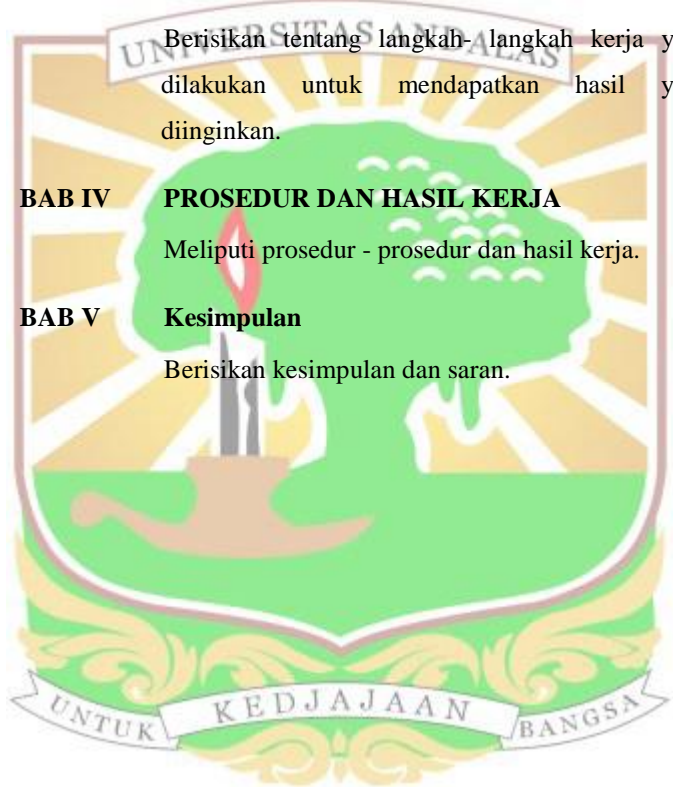 UNIVERSITAS ANDALAS
Berisikan tentang langkah- langkah kerja y
dilakukan untuk mendapatkan hasil y
diinginkan.
BAB IV PROSEDUR DAN HASIL KERJA
Meliputi prosedur - prosedur dan hasil kerja.
BAB V Kesimpulan
Berisikan kesimpulan dan saran.
UNTUK KEDJAJAAN BANGSA